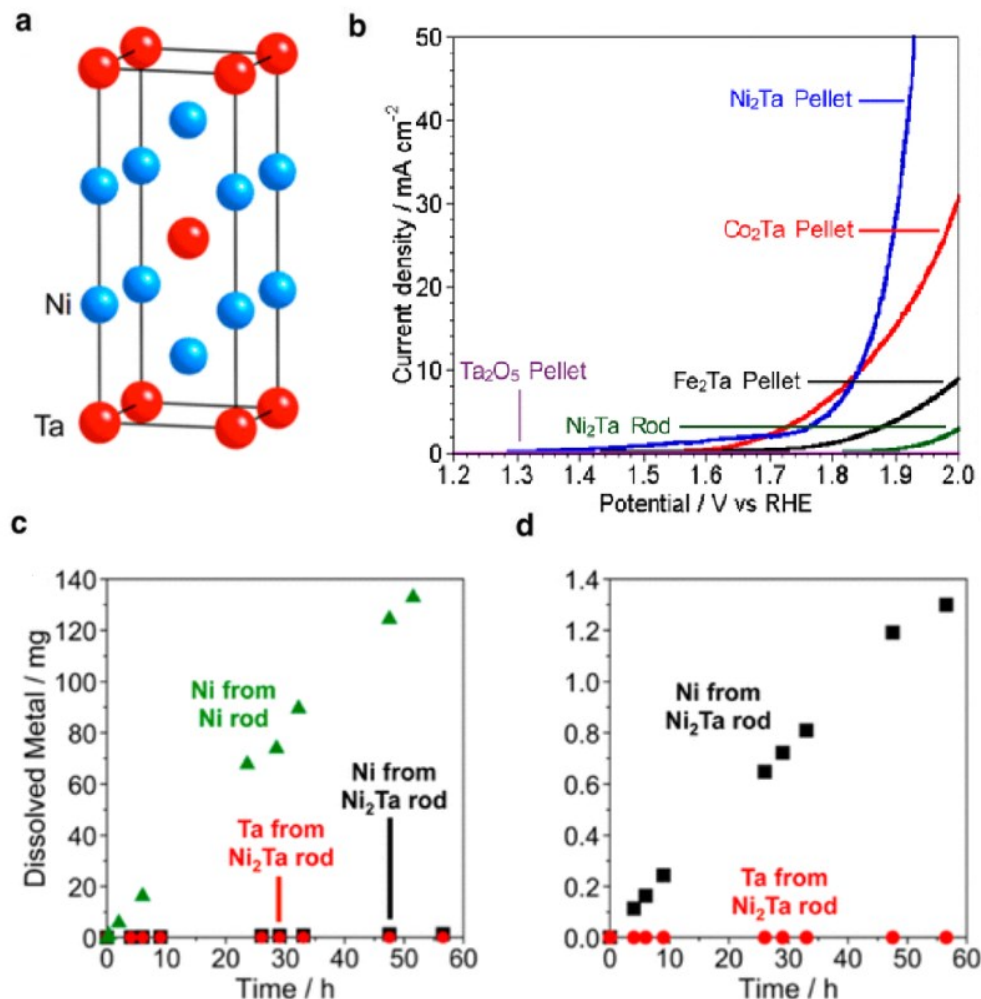 a
Ni
Ta
b
50
40
30
20
10
0
Current density / mA cm⁻²
Ni₂Ta Pellet
Co₂Ta Pellet
Ta₂O₅ Pellet
Fe₂Ta Pellet
Ni₂Ta Rod
1.2 1.3 1.4 1.5 1.6 1.7 1.8 1.9 2.0
Potential / V vs RHE
c
140
120
100
80
60
40
20
0
Dissolved Metal / mg
Ni from
Ni rod
Ni from
Ni₂Ta rod
Ta from
Ni₂Ta rod
0 10 20 30 40 50 60
Time / h
d
1.4
1.2
1.0
0.8
0.6
0.4
0.2
0.0
Ni from
Ni₂Ta rod
Ta from
Ni₂Ta rod
0 10 20 30 40 50 60
Time / h